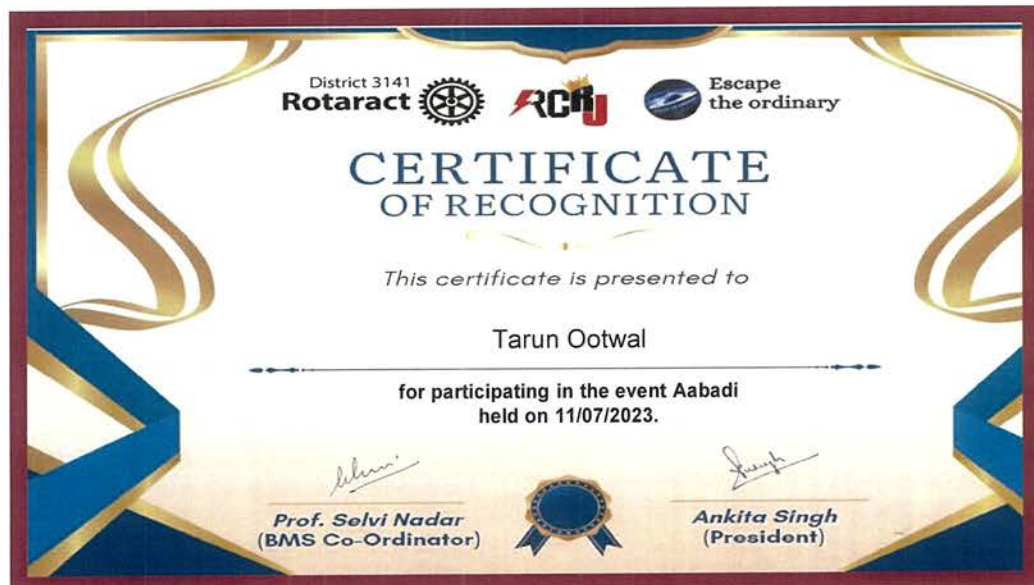 District 3141
Rotaract
RCRJ
Escape
the ordinary
CERTIFICATE
OF RECOGNITION
This certificate is presented to
Tarun Ootwal
for participating in the event Aabadi
held on 11/07/2023.
Prof. Selvi Nadar
(BMS Co-Ordinator)
Ankita Singh
(President)